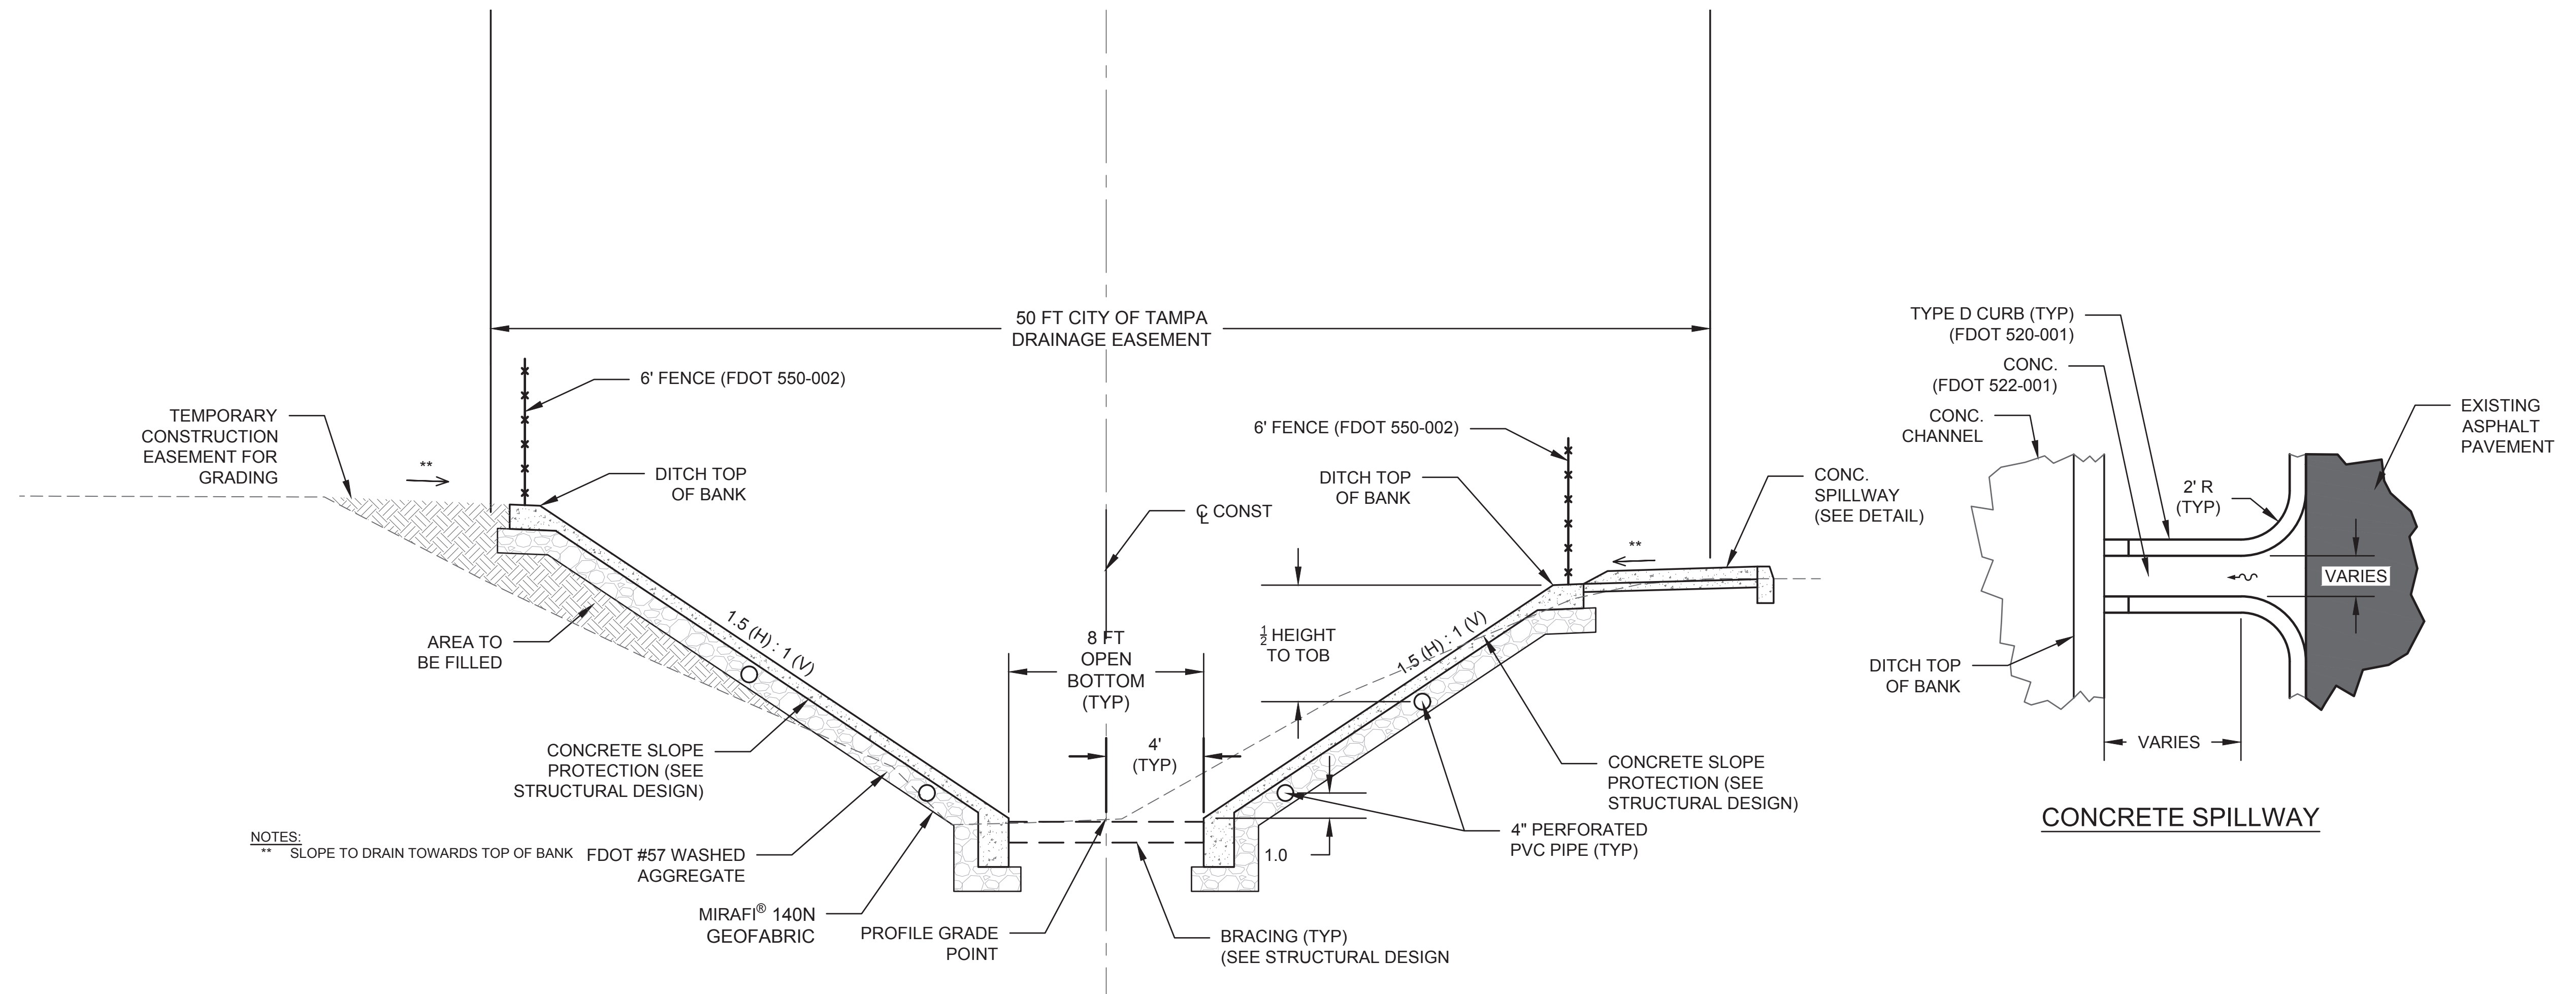 50 FT CITY OF TAMPA
DRAINAGE EASEMENT
6' FENCE (FDOT 550-002)
TEMPORARY
CONSTRUCTION
EASEMENT FOR
GRADING
**
DITCH TOP
OF BANK
6' FENCE (FDOT 550-002)
DITCH TOP
OF BANK
CONC.
SPILLWAY
(SEE DETAIL)
℄ CONST
**
AREA TO
BE FILLED
1.5 (H) : 1 (V)
8 FT
OPEN
BOTTOM
(TYP)
½ HEIGHT
TO TOB
1.5 (H) : 1 (V)
4'
(TYP)
CONCRETE SLOPE
PROTECTION (SEE
STRUCTURAL DESIGN)
CONCRETE SLOPE
PROTECTION (SEE
STRUCTURAL DESIGN)
4" PERFORATED
PVC PIPE (TYP)
1.0
NOTES:
** SLOPE TO DRAIN TOWARDS TOP OF BANK
FDOT #57 WASHED
AGGREGATE
MIRAFI® 140N
GEOFABRIC
PROFILE GRADE
POINT
BRACING (TYP)
(SEE STRUCTURAL DESIGN
TYPE D CURB (TYP)
(FDOT 520-001)
CONC.
(FDOT 522-001)
CONC.
CHANNEL
EXISTING
ASPHALT
PAVEMENT
2' R
(TYP)
VARIES
DITCH TOP
OF BANK
VARIES
CONCRETE SPILLWAY